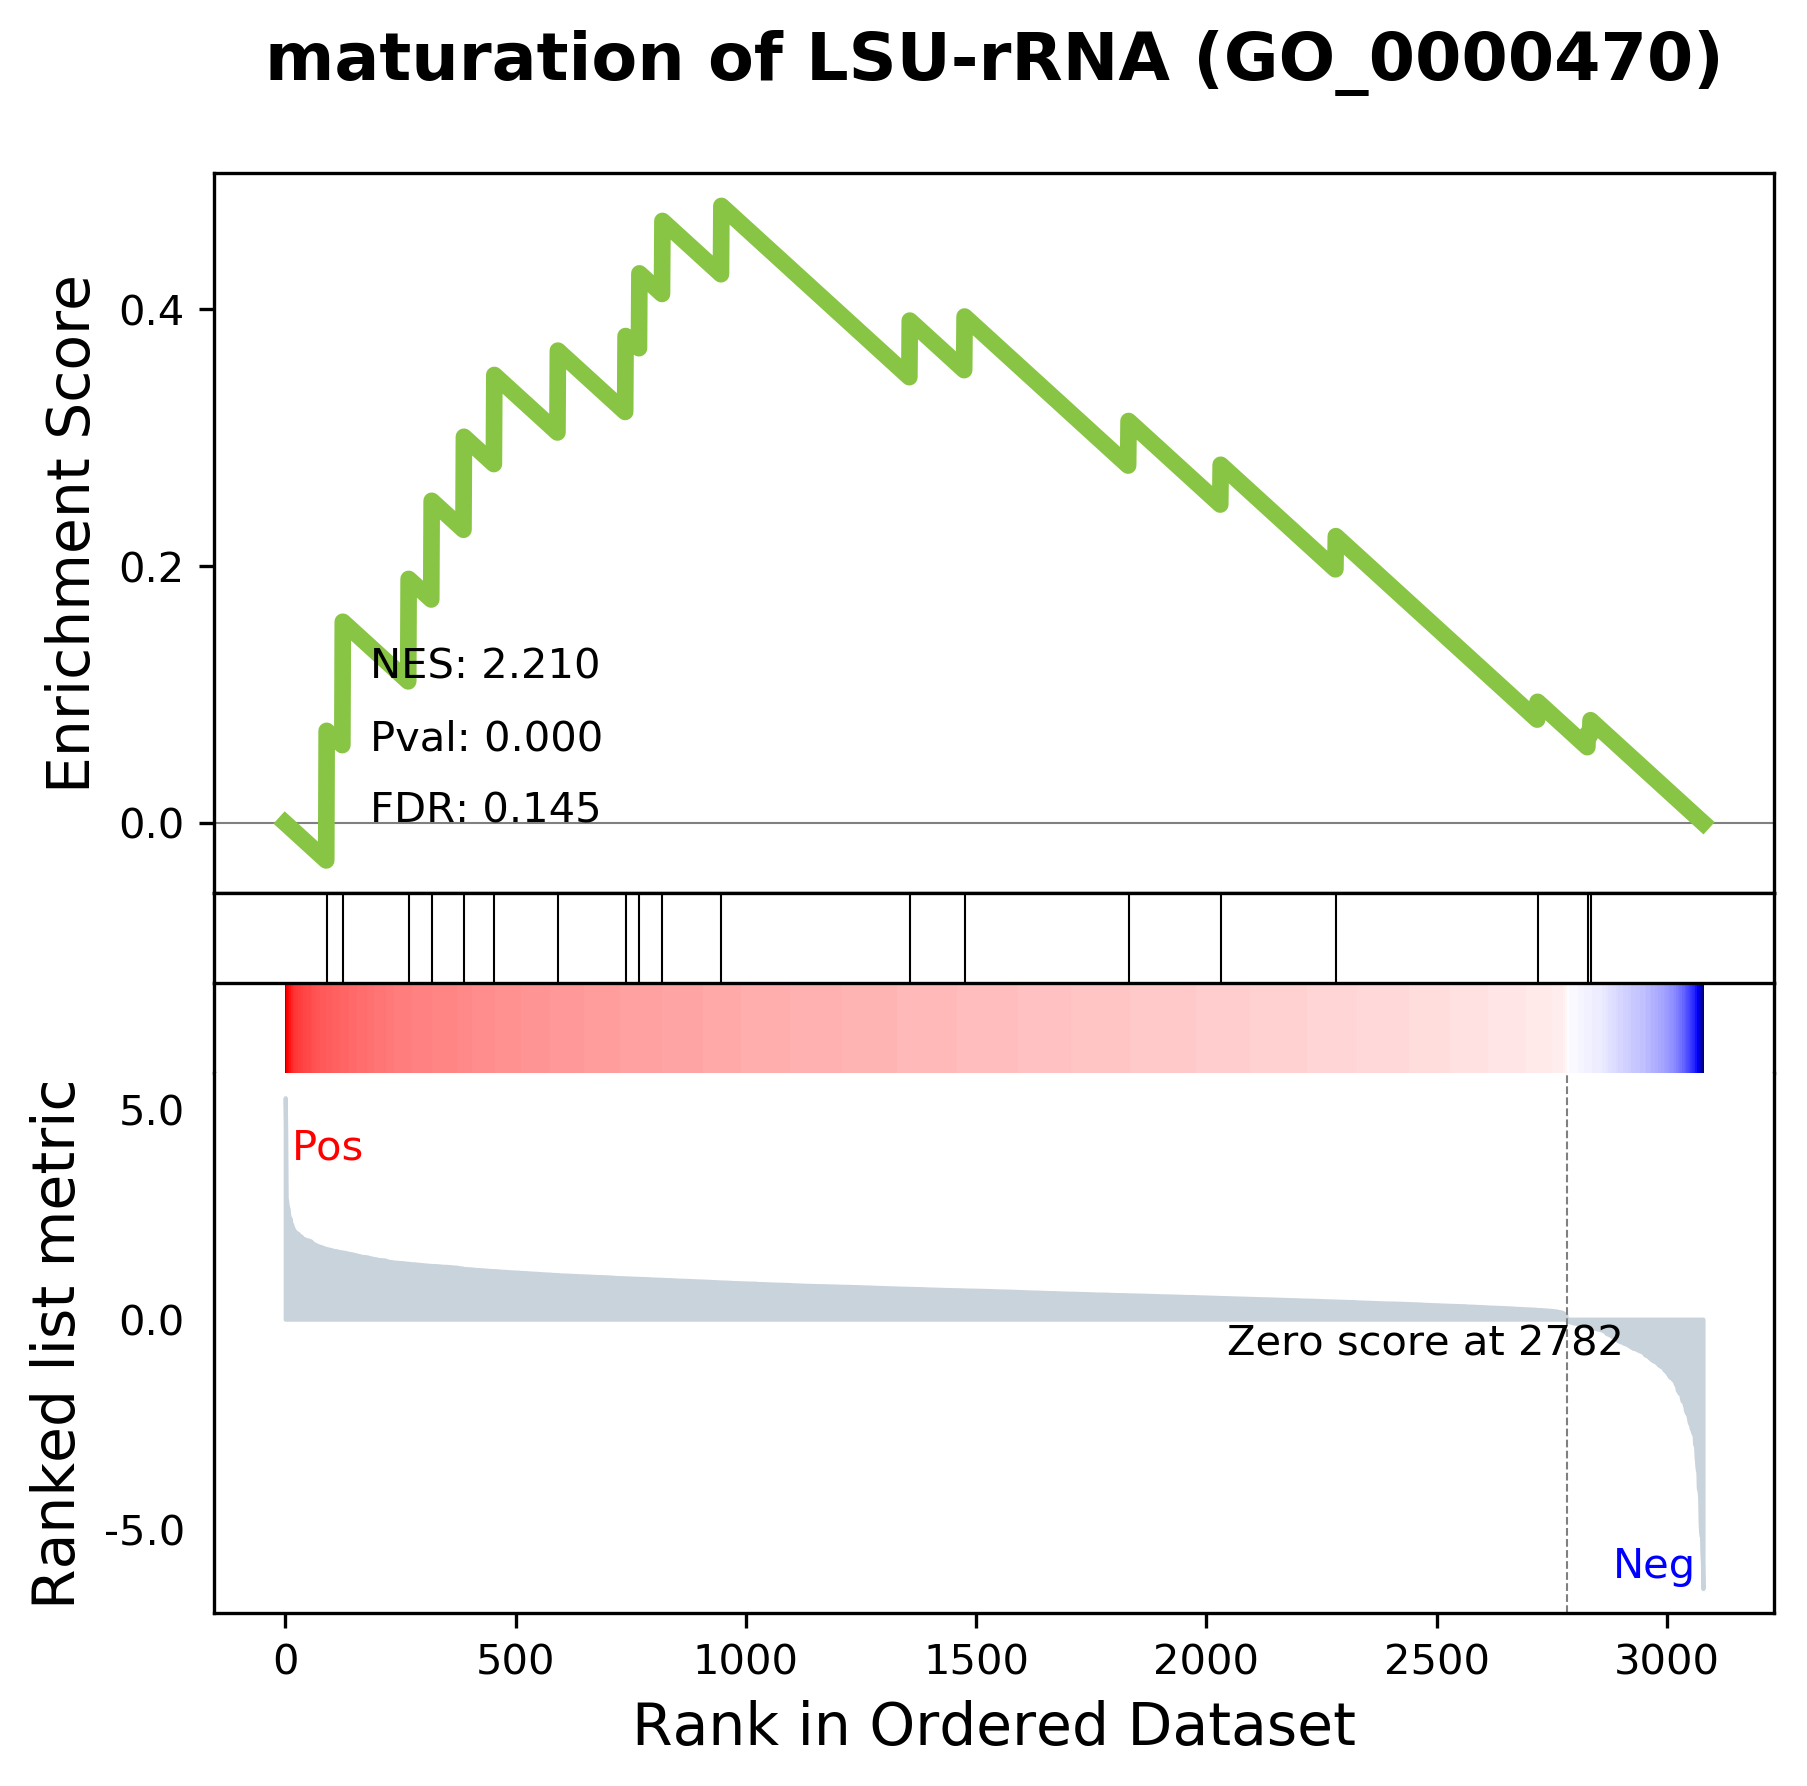 maturation of LSU-rRNA (GO_0000470)
Enrichment Score
0.4
0.2
0.0
NES: 2.210
Pval: 0.000
FDR: 0.145
Ranked list metric
5.0
0.0
-5.0
Pos
Zero score at 2782
Neg
0 500 1000 1500 2000 2500 3000
Rank in Ordered Dataset